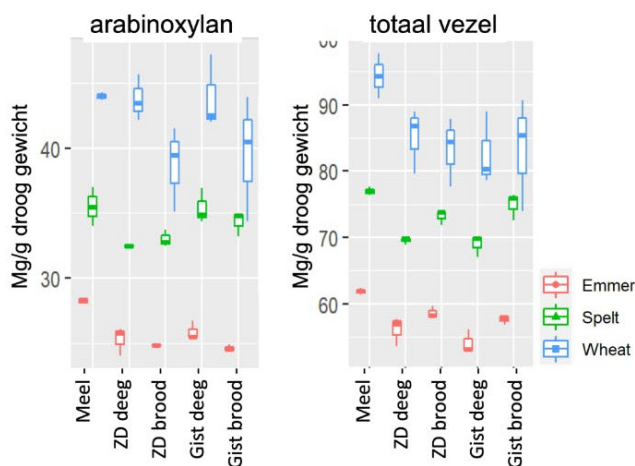 arabinoxylan
totaal vezel
Mg/g droog gewicht
40
30
Meel
ZD deeg
ZD brood
Gist deeg
Gist brood
Mg/g droog gewicht
90
80
70
60
Meel
ZD deeg
ZD brood
Gist deeg
Gist brood
Emmer
Spelt
Wheat